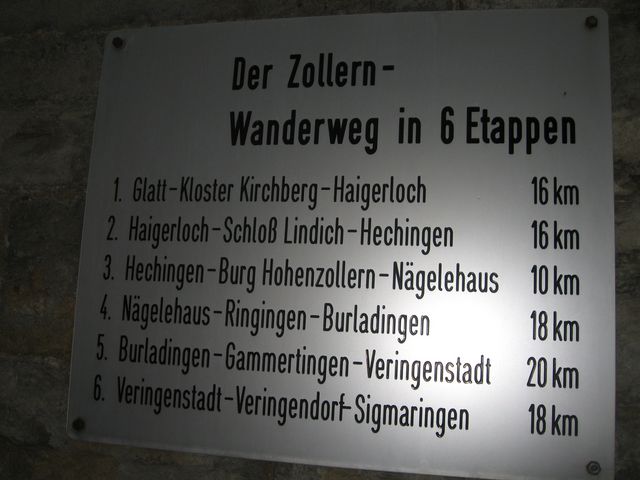 Der Zollern-
Wanderweg in 6 Etappen
1. Glatt-Kloster Kirchberg-Haigerloch 16 km
2. Haigerloch-Schloß Lindich-Hechingen 16 km
3. Hechingen-Burg Hohenzollern-Nägelehaus 10 km
4. Nägelehaus-Ringingen-Burladingen 18 km
5. Burladingen-Gammertingen-Veringenstadt 20 km
6. Veringenstadt-Veringendorf-Sigmaringen 18 km